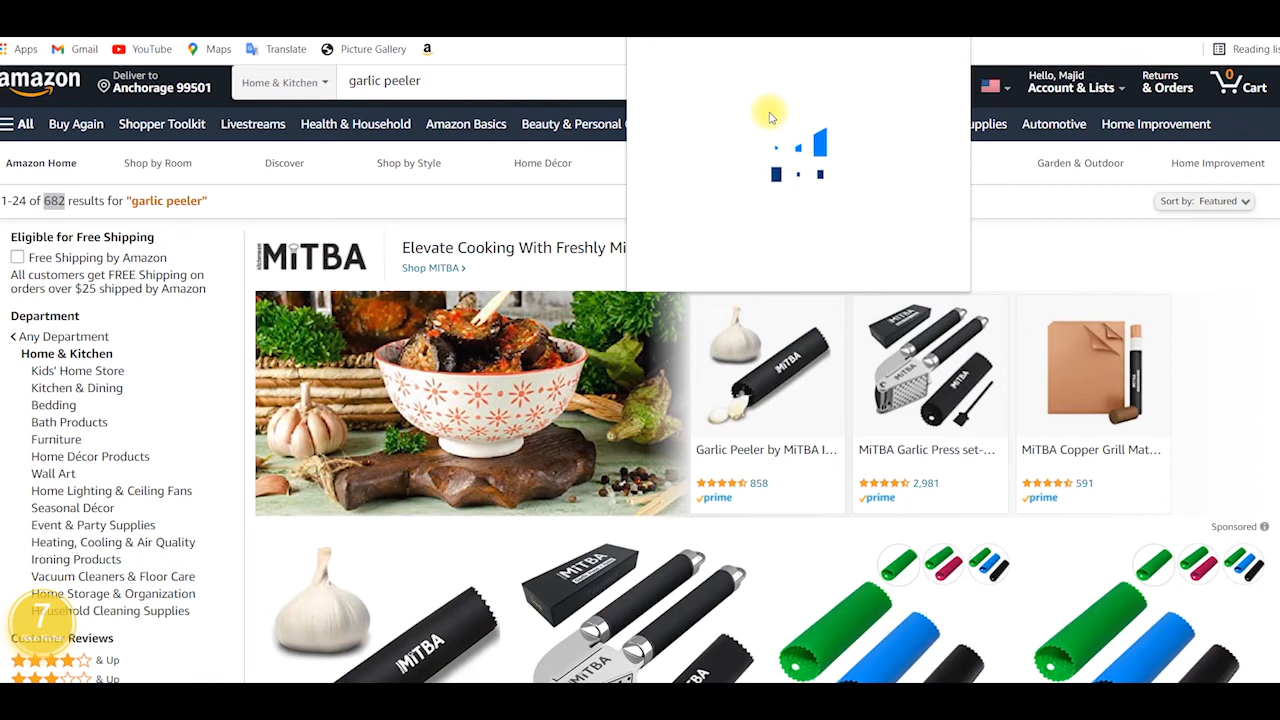 Apps Gmail YouTube Maps Translate Picture Gallery Reading lis
amazon Deliver to Anchorage 99501 Home & Kitchen garlic peeler Hello, Majid Account & Lists Returns & Orders 0 Cart
All Buy Again Shopper Toolkit Livestreams Health & Household Amazon Basics Beauty & Personal upplies Automotive Home Improvement
Amazon Home Shop by Room Discover Shop by Style Home Décor Garden & Outdoor Home Improvement
1-24 of 682 results for "garlic peeler" Sort by: Featured
Eligible for Free Shipping
Free Shipping by Amazon
All customers get FREE Shipping on
orders over $25 shipped by Amazon
Department
Any Department
Home & Kitchen
Kids' Home Store
Kitchen & Dining
Bedding
Bath Products
Furniture
Home Décor Products
Wall Art
Home Lighting & Ceiling Fans
Seasonal Décor
Event & Party Supplies
Heating, Cooling & Air Quality
Ironing Products
Vacuum Cleaners & Floor Care
Home Storage & Organization
Household Cleaning Supplies
7
Reviews
& Up
& Up
MiTBA
Elevate Cooking With Freshly Mi
Shop MITBA
MiTBA
MiTBA
MiTBA
Garlic Peeler by MiTBA I... MiTBA Garlic Press set-... MiTBA Copper Grill Mat...
858 2,981 591
prime prime prime
Sponsored
MiTBA
MiTBA
MiTBA
MiTBA